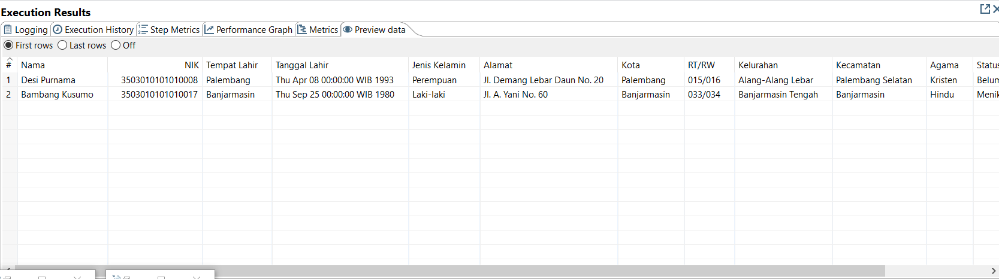 Execution Results
Logging Execution History Step Metrics Performance Graph Metrics Preview data
First rows Last rows Off
# Nama NIK Tempat Lahir Tanggal Lahir Jenis Kelamin Alamat Kota RT/RW Kelurahan Kecamatan Agama Status
1 Desi Purnama 3503010101010008 Palembang Thu Apr 08 00:00:00 WIB 1993 Perempuan Jl. Demang Lebar Daun No. 20 Palembang 015/016 Alang-Alang Lebar Palembang Selatan Kristen Belum
2 Bambang Kusumo 3503010101010017 Banjarmasin Thu Sep 25 00:00:00 WIB 1980 Laki-laki Jl. A. Yani No. 60 Banjarmasin 033/034 Banjarmasin Tengah Banjarmasin Hindu Menik